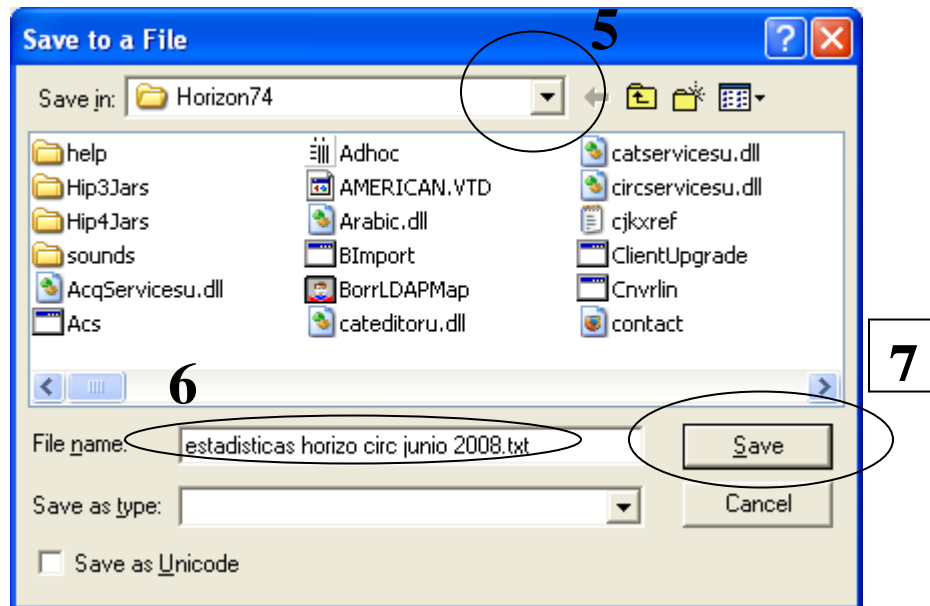 Save to a File
5
Save in: Horizon74
help
Hip3Jars
Hip4Jars
sounds
AcqServicesu.dll
Acs
Adhoc
AMERICAN.VTD
Arabic.dll
BImport
BorrLDAPMap
cateditoru.dll
catservicesu.dll
circservicesu.dll
cjkxref
ClientUpgrade
Cnvrlin
contact
6
7
File name: estadisticas horizo circ junio 2008.txt
Save
Save as type:
Cancel
Save as Unicode